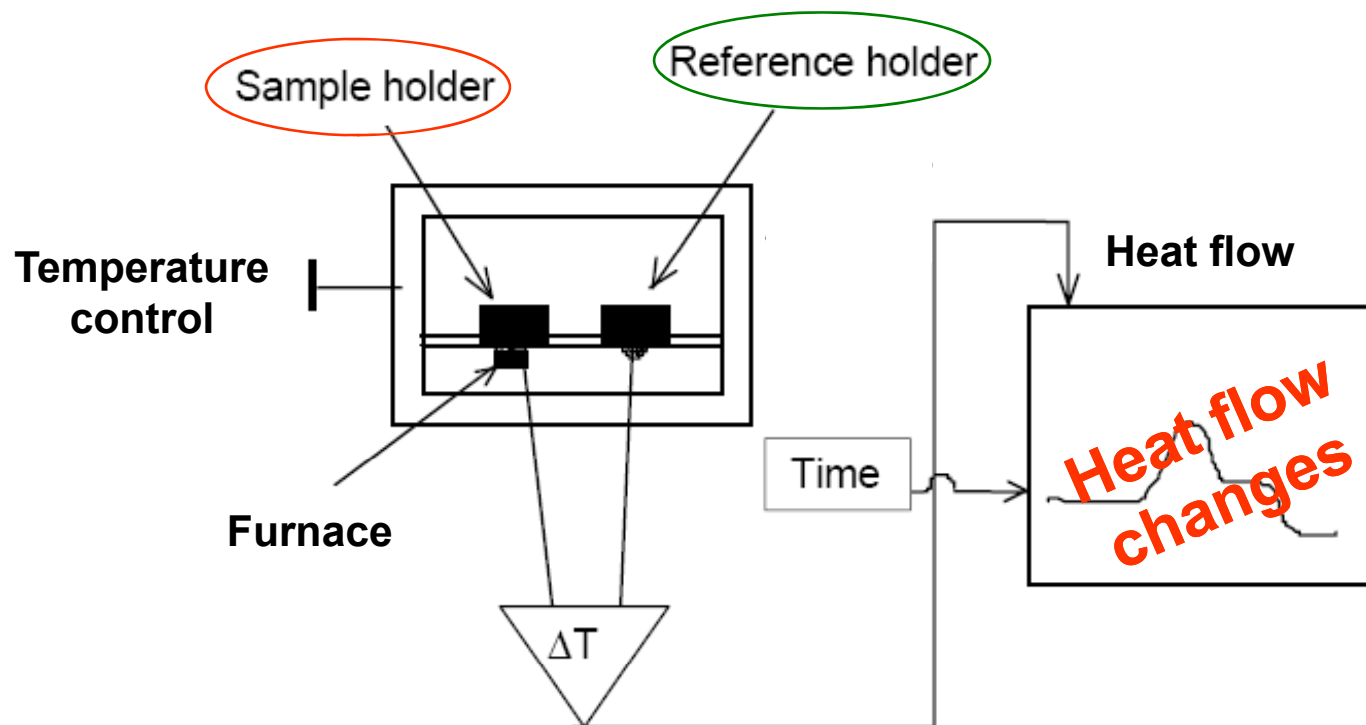 Sample holder
Reference holder
Temperature
control
Heat flow
Heat flow
changes
Time
Furnace
ΔT